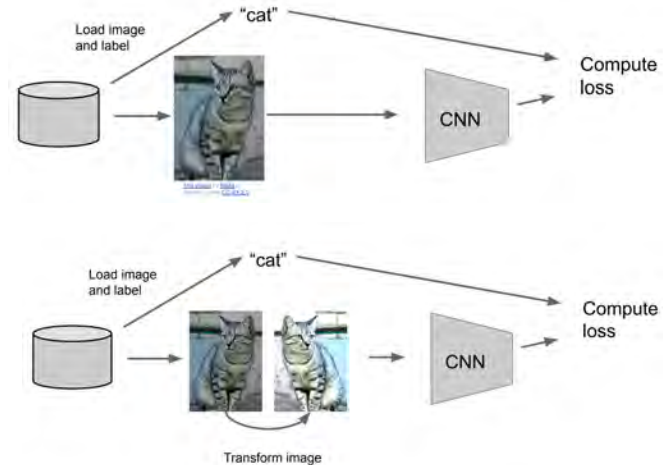 Load image
and label
“cat”
CNN
Compute
loss
Load image
and label
“cat”
CNN
Compute
loss
Transform image